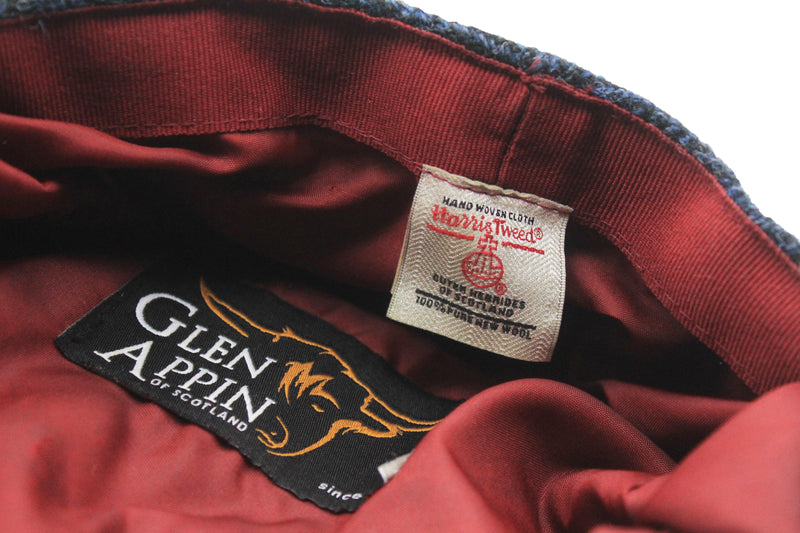 HAND WOVEN CLOTH
Harris Tweed®
®
OUTER HEBRIDES
OF SCOTLAND
100% PURE NEW WOOL
GLEN
APPIN
OF SCOTLAND
since